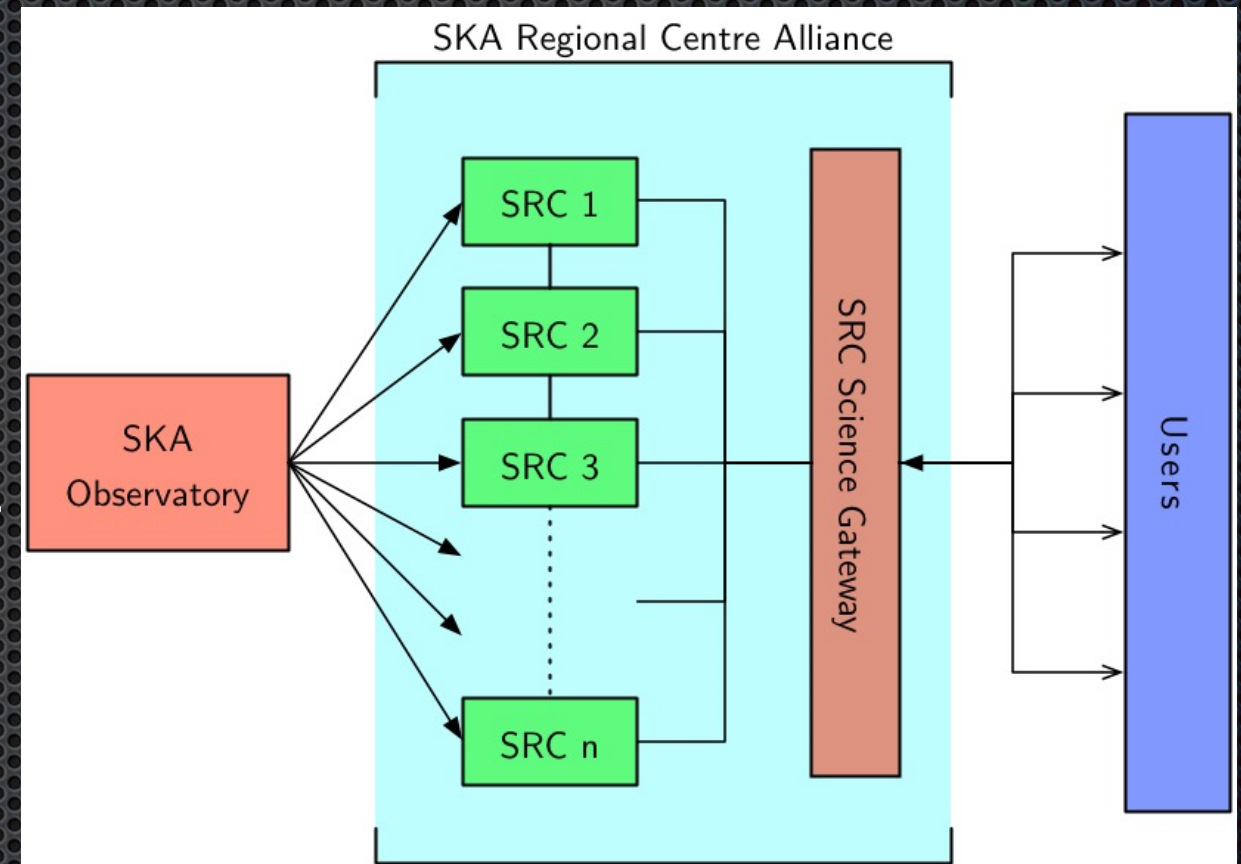 SKA Regional Centre Alliance
SRC 1
SRC 2
SKA
Observatory
SRC 3
SRC n
SRC Science Gateway
Users